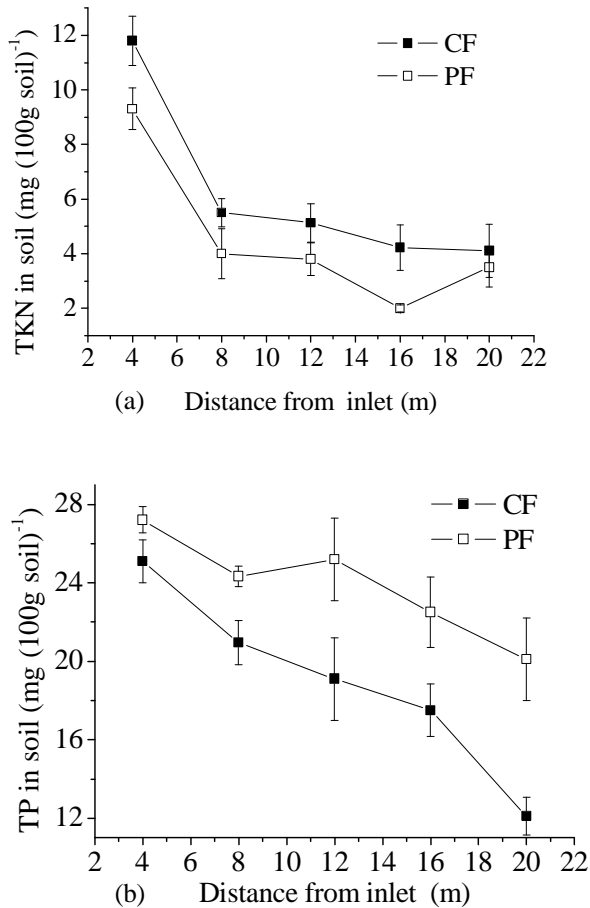 12
10
8
6
4
2
TKN in soil (mg (100g soil)⁻¹
CF
PF
2 4 6 8 10 12 14 16 18 20 22
(a) Distance from inlet (m)
28
24
20
16
12
TP in soil (mg (100g soil)⁻¹
CF
PF
2 4 6 8 10 12 14 16 18 20 22
(b) Distance from inlet (m)